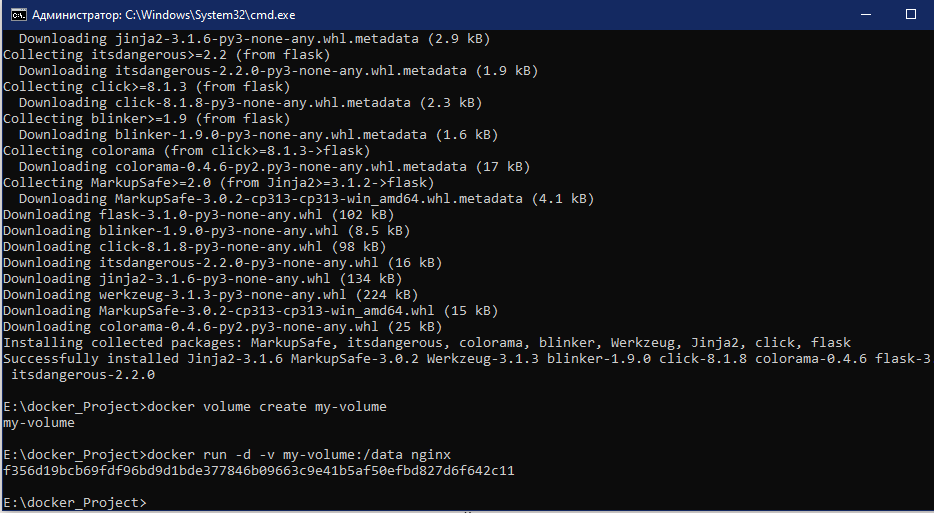 Администратор: C:\Windows\System32\cmd.exe
Downloading jinja2-3.1.6-py3-none-any.whl.metadata (2.9 kB)
Collecting itsdangerous>=2.2 (from flask)
Downloading itsdangerous-2.2.0-py3-none-any.whl.metadata (1.9 kB)
Collecting click>=8.1.3 (from flask)
Downloading click-8.1.8-py3-none-any.whl.metadata (2.3 kB)
Collecting blinker>=1.9 (from flask)
Downloading blinker-1.9.0-py3-none-any.whl.metadata (1.6 kB)
Collecting colorama (from click>=8.1.3->flask)
Downloading colorama-0.4.6-py2.py3-none-any.whl.metadata (17 kB)
Collecting MarkupSafe>=2.0 (from Jinja2>=3.1.2->flask)
Downloading MarkupSafe-3.0.2-cp313-cp313-win_amd64.whl.metadata (4.1 kB)
Downloading flask-3.1.0-py3-none-any.whl (102 kB)
Downloading blinker-1.9.0-py3-none-any.whl (8.5 kB)
Downloading click-8.1.8-py3-none-any.whl (98 kB)
Downloading itsdangerous-2.2.0-py3-none-any.whl (16 kB)
Downloading jinja2-3.1.6-py3-none-any.whl (134 kB)
Downloading werkzeug-3.1.3-py3-none-any.whl (224 kB)
Downloading MarkupSafe-3.0.2-cp313-cp313-win_amd64.whl (15 kB)
Downloading colorama-0.4.6-py2.py3-none-any.whl (25 kB)
Installing collected packages: MarkupSafe, itsdangerous, colorama, blinker, Werkzeug, Jinja2, click, flask
Successfully installed Jinja2-3.1.6 MarkupSafe-3.0.2 Werkzeug-3.1.3 blinker-1.9.0 click-8.1.8 colorama-0.4.6 flask-3
itsdangerous-2.2.0
E:\docker_Project>docker volume create my-volume
my-volume
E:\docker_Project>docker run -d -v my-volume:/data nginx
f356d19bcb69fdf96bd9d1bde377846b09663c9e41b5af50efbd827d6f642c11
E:\docker_Project>